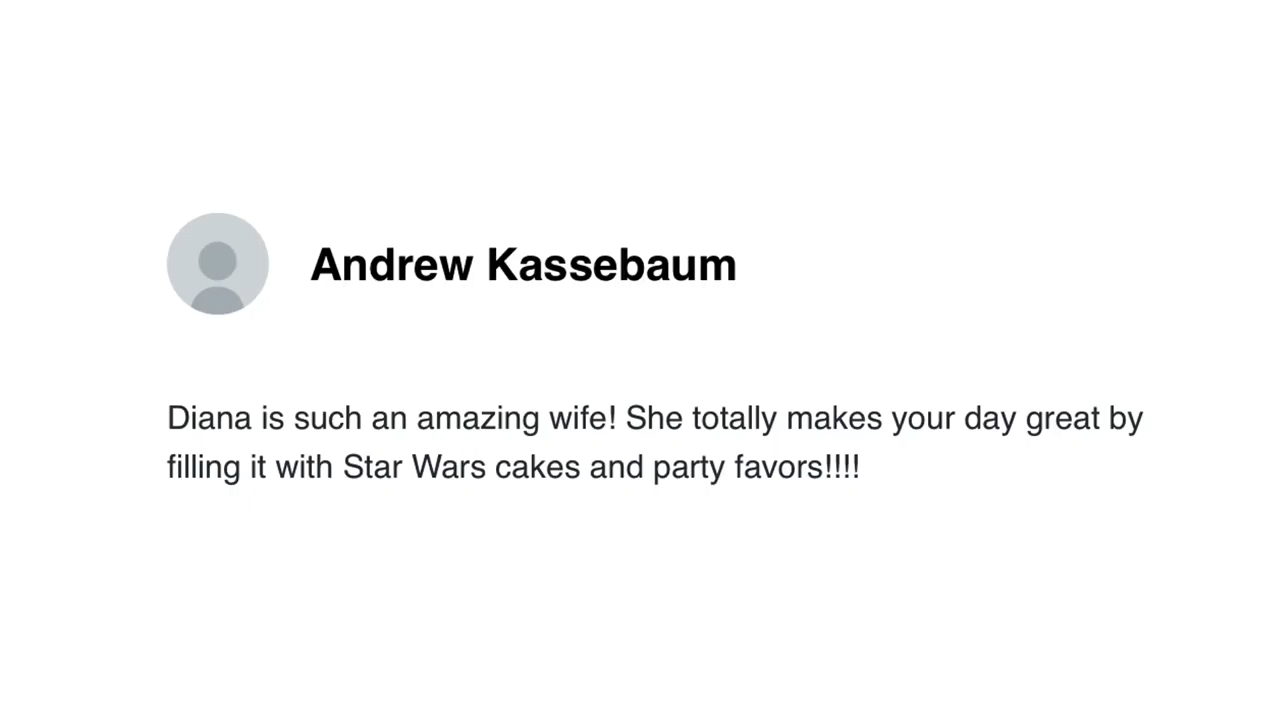 Andrew Kassebaum
Diana is such an amazing wife! She totally makes your day great by
filling it with Star Wars cakes and party favors!!!!